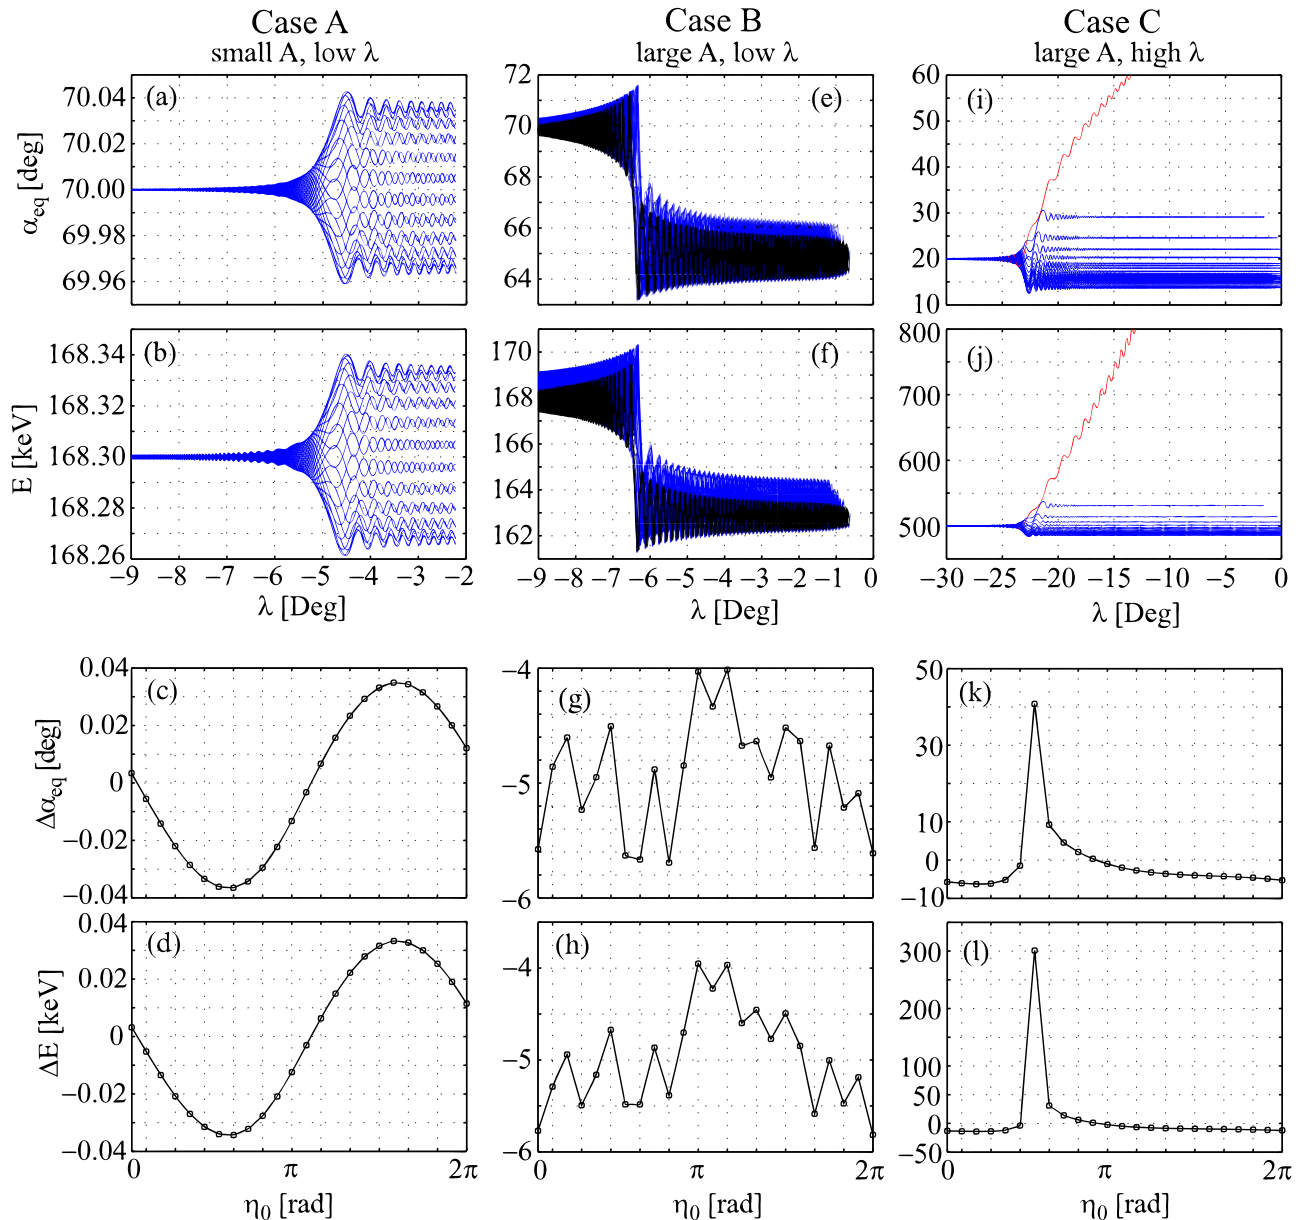 Case A
small A, low λ
Case B
large A, low λ
Case C
large A, high λ
(a)
70.04
70.02
70.00
69.98
69.96
αeq [deg]
(e)
72
70
68
66
64
(i)
60
50
40
30
20
10
(b)
168.34
168.32
168.30
168.28
168.26
E [keV]
−9 −8 −7 −6 −5 −4 −3 −2
λ [Deg]
(f)
170
168
166
164
162
−9 −8 −7 −6 −5 −4 −3 −2 −1 0
λ [Deg]
(j)
800
700
600
500
−30 −25 −20 −15 −10 −5 0
λ [Deg]
(c)
0.04
0.02
0
−0.02
−0.04
Δαeq [deg]
(g)
−4
−5
−6
(k)
50
40
30
10
0
−10
(d)
0.04
0.02
0
−0.02
−0.04
ΔE [keV]
0 π 2π
η0 [rad]
(h)
−4
−5
−6
0 π 2π
η0 [rad]
(l)
300
200
100
50
0
−50
0 π 2π
η0 [rad]